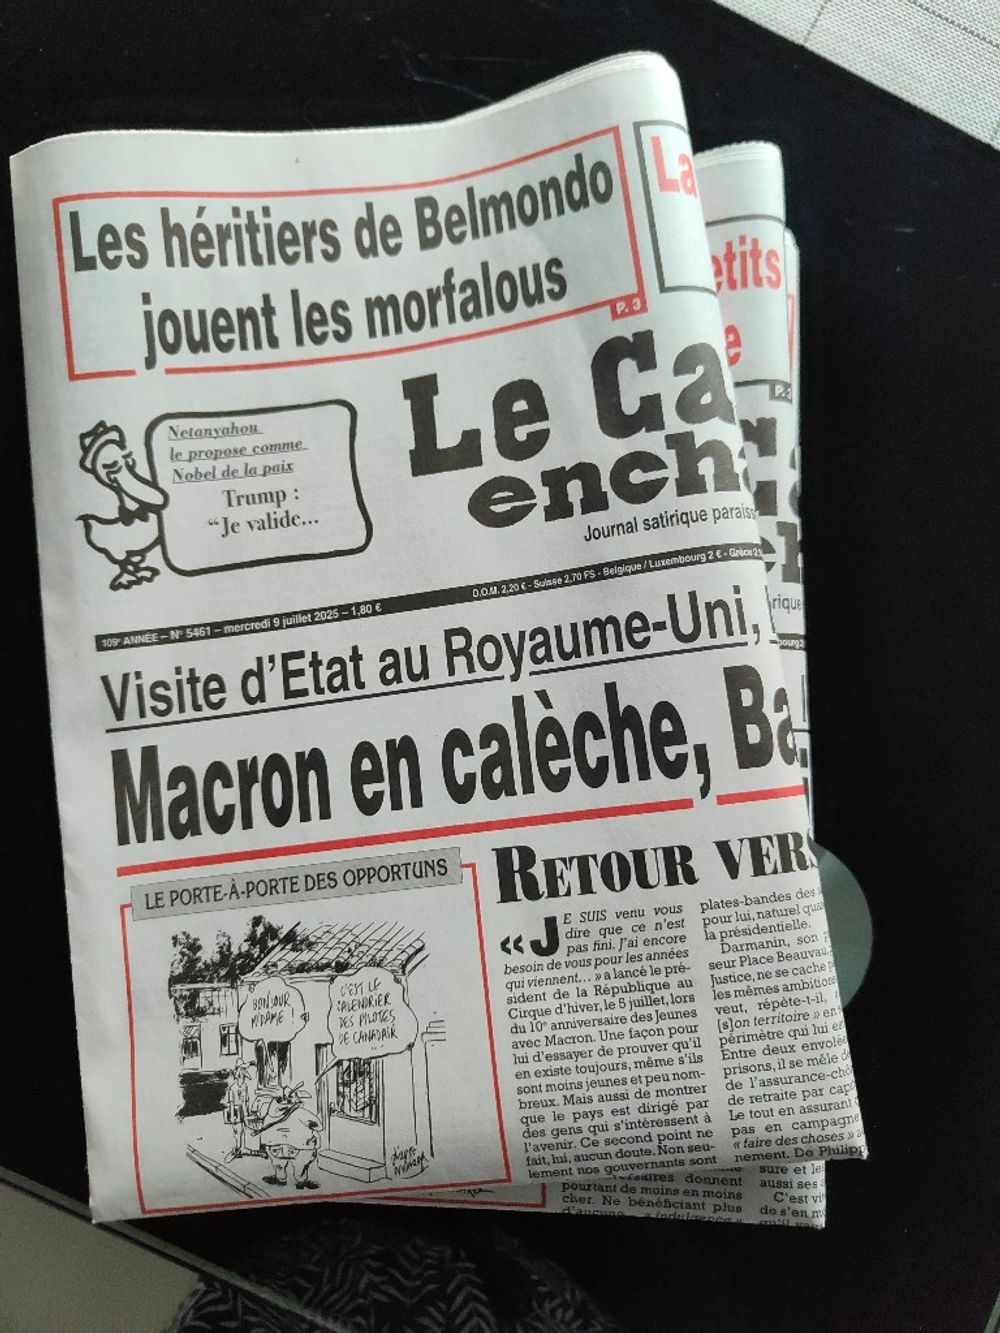 Les héritiers de Belmondo
jouent les morfalous
P. 3
La
etits
e
P. 2
Netanyahou
le propose comme
Nobel de la paix
Trump :
“Je valide...
Le Ca
ench
Journal satirique paraiss
D.O.M. 2,20 € - Suisse 2,70 FS - Belgique / Luxembourg 2 € - Grèce 2
109e ANNÉE – N° 5461 – mercredi 9 juillet 2025 – 1,80 €
Visite d’Etat au Royaume-Uni,
Macron en calèche, Ba
LE PORTE-À-PORTE DES OPPORTUNS
BONJOUR
M'DAME !
C'EST LE
CALENDRIER
DES PILOTES
DE CANADAIR
RETOUR VERS
« JE SUIS venu vous
dire que ce n’est
pas fini. J’ai encore
besoin de vous pour les années
qui viennent... » a lancé le pré-
sident de la République au
Cirque d’hiver, le 5 juillet, lors
du 10e anniversaire des Jeunes
avec Macron. Une façon pour
lui d’essayer de prouver qu’il
en existe toujours, même s’ils
sont moins jeunes et peu nom-
breux. Mais aussi de montrer
que le pays est dirigé par
des gens qui s’intéressent à
l’avenir. Ce second point ne
fait, lui, aucun doute. Non seu-
lement nos gouvernants sont
plates-bandes des
pour lui, naturel qua
la présidentielle.
Darmanin, son
seur Place Beauvau
Justice, ne se cache p
les mêmes ambition
veut, répète-t-il,
[s]on territoire » en
périmètre qui lui e
Entre deux envolée
prisons, il se mêle de
de l’assurance-chô
de retraite par capi
Le tout en assurant
pas en campagne
« faire des choses »
nement. De Philipp
donnent
pourtant de moins en moins
cher. Ne bénéficiant plus
d’aucune « indulgence »
sure et les
aussi ses
C’est vi
de s’en
qu’il